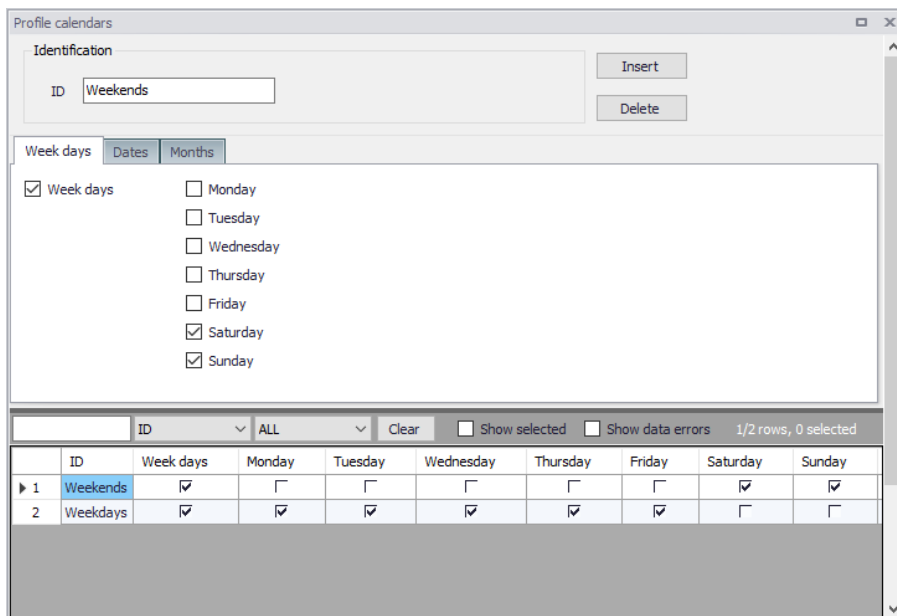 Profile calendars
Identification
ID Weekends
Insert
Delete
Week days Dates Months
Week days Monday
Tuesday
Wednesday
Thursday
Friday
Saturday
Sunday
ID ALL Clear Show selected Show data errors 1/2 rows, 0 selected
ID Week days Monday Tuesday Wednesday Thursday Friday Saturday Sunday
1 Weekends
2 Weekdays